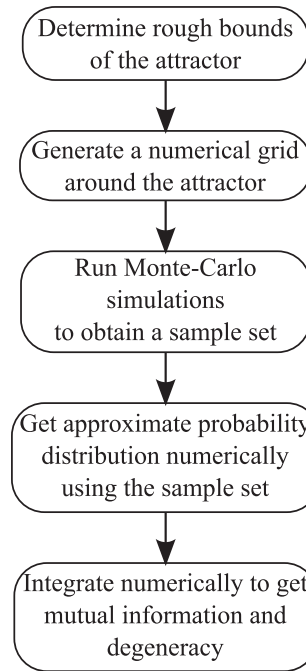 Determine rough bounds
of the attractor
Generate a numerical grid
around the attractor
Run Monte-Carlo
simulations
to obtain a sample set
Get approximate probability
distribution numerically
using the sample set
Integrate numerically to get
mutual information and
degeneracy